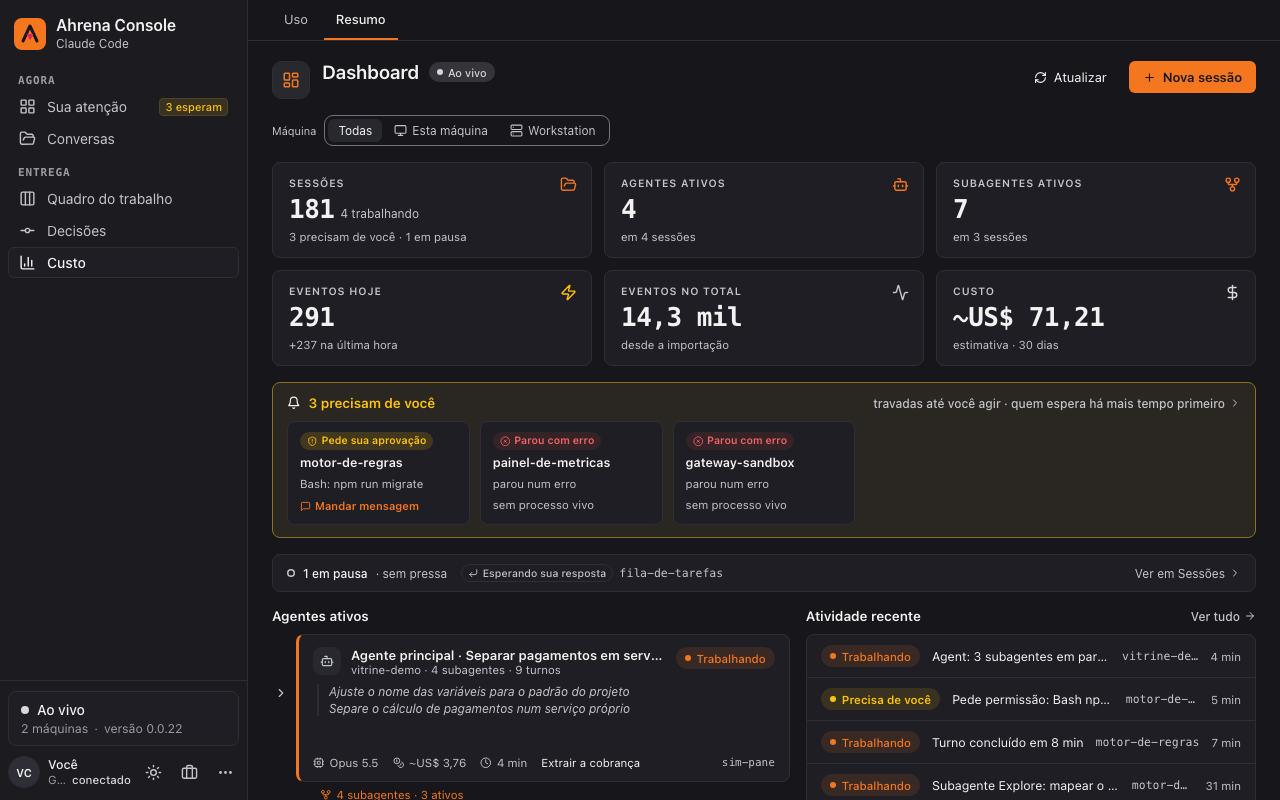 Ahrena Console
Claude Code
AGORA
Sua atenção
3 esperam
Conversas
ENTREGA
Quadro do trabalho
Decisões
Custo
Ao vivo
2 máquinas · versão 0.0.22
VC
Você
G... conectado
Uso
Resumo
Dashboard
Ao vivo
Atualizar
Nova sessão
Máquina
Todas
Esta máquina
Workstation
SESSÕES
181 4 trabalhando
3 precisam de você · 1 em pausa
AGENTES ATIVOS
4
em 4 sessões
SUBAGENTES ATIVOS
7
em 3 sessões
EVENTOS HOJE
291
+237 na última hora
EVENTOS NO TOTAL
14,3 mil
desde a importação
CUSTO
~US$ 71,21
estimativa · 30 dias
3 precisam de você
travadas até você agir · quem espera há mais tempo primeiro
Pede sua aprovação
motor-de-regras
Bash: npm run migrate
Mandar mensagem
Parou com erro
painel-de-metricas
parou num erro
sem processo vivo
Parou com erro
gateway-sandbox
parou num erro
sem processo vivo
1 em pausa · sem pressa
Esperando sua resposta
fila-de-tarefas
Ver em Sessões
Agentes ativos
Agente principal · Separar pagamentos em serv...
vitrine-demo · 4 subagentes · 9 turnos
Trabalhando
Ajuste o nome das variáveis para o padrão do projeto
Separe o cálculo de pagamentos num serviço próprio
Opus 5.5
~US$ 3,76
4 min
Extrair a cobrança
sim-pane
4 subagentes · 3 ativos
Atividade recente
Ver tudo
Trabalhando Agent: 3 subagentes em par... vitrine-de... 4 min
Precisa de você Pede permissão: Bash np... motor-de-... 5 min
Trabalhando Turno concluído em 8 min motor-de-regras 7 min
Trabalhando Subagente Explore: mapear o ... motor-d... 31 min